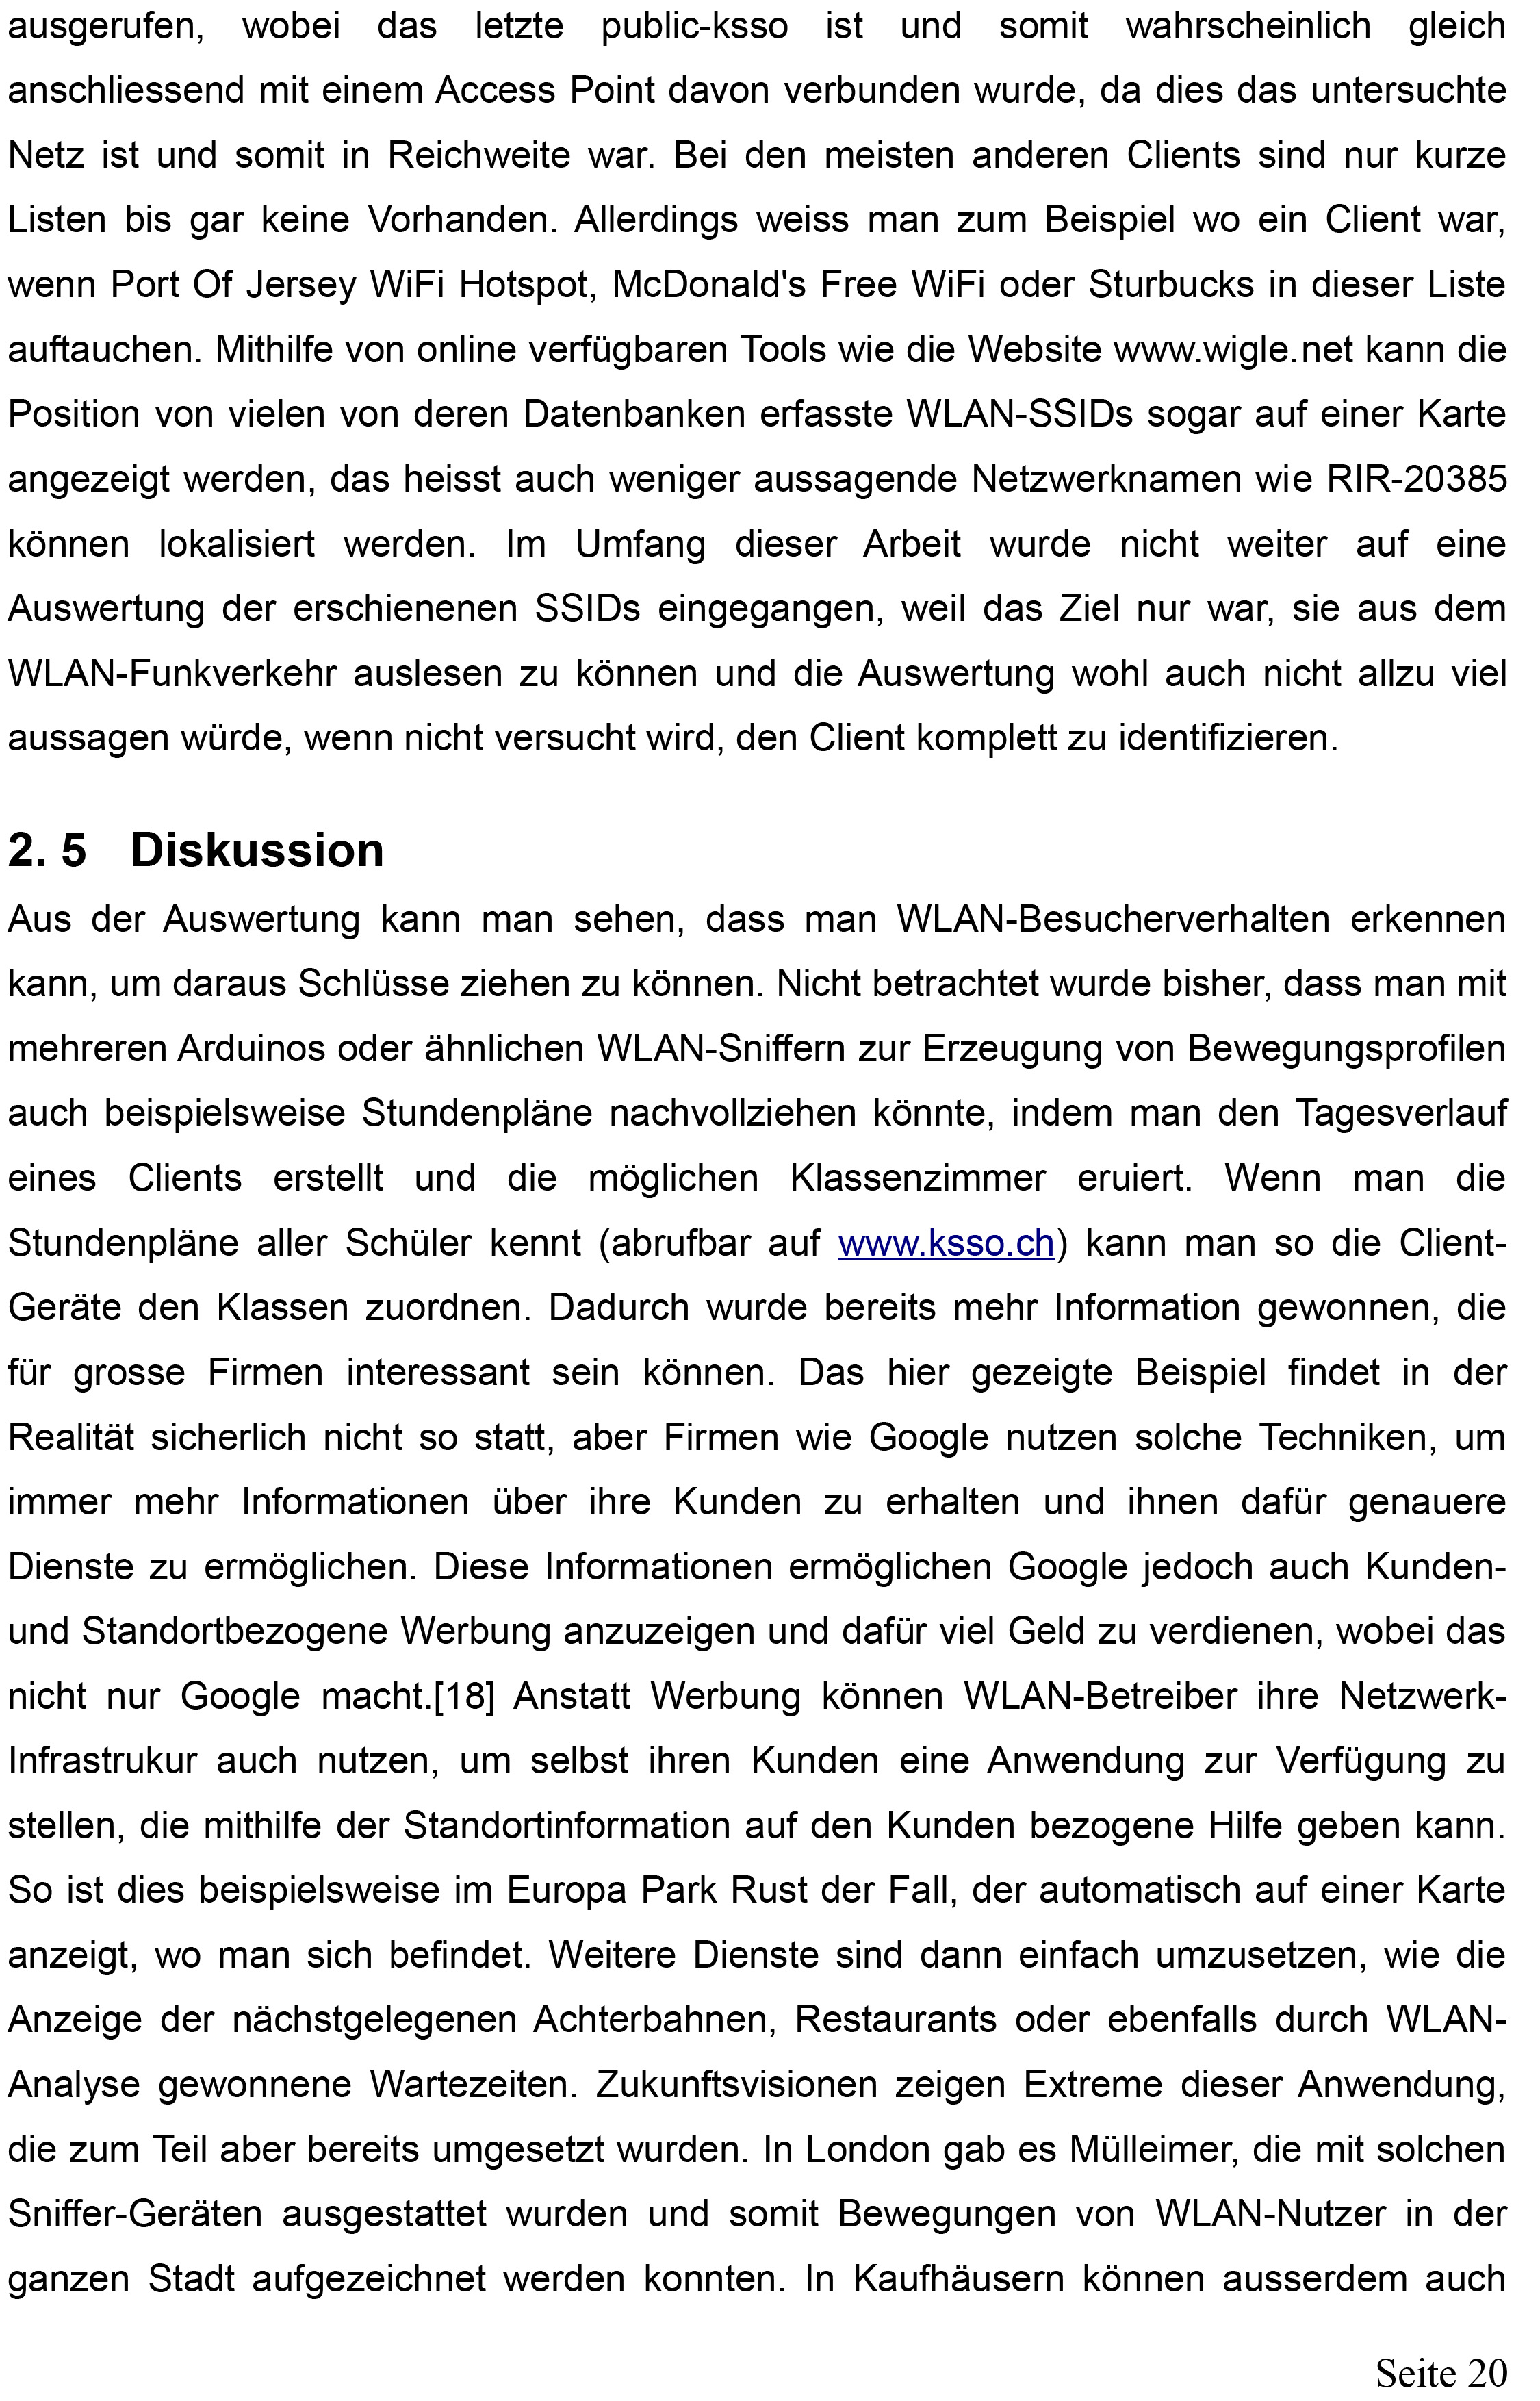 ausgerufen, wobei das letzte public-ksso ist und somit wahrscheinlich gleich
anschliessend mit einem Access Point davon verbunden wurde, da dies das untersuchte
Netz ist und somit in Reichweite war. Bei den meisten anderen Clients sind nur kurze
Listen bis gar keine Vorhanden. Allerdings weiss man zum Beispiel wo ein Client war,
wenn Port Of Jersey WiFi Hotspot, McDonald's Free WiFi oder Sturbucks in dieser Liste
auftauchen. Mithilfe von online verfügbaren Tools wie die Website www.wigle.net kann die
Position von vielen von deren Datenbanken erfasste WLAN-SSIDs sogar auf einer Karte
angezeigt werden, das heisst auch weniger aussagende Netzwerknamen wie RIR-20385
können lokalisiert werden. Im Umfang dieser Arbeit wurde nicht weiter auf eine
Auswertung der erschienenen SSIDs eingegangen, weil das Ziel nur war, sie aus dem
WLAN-Funkverkehr auslesen zu können und die Auswertung wohl auch nicht allzu viel
aussagen würde, wenn nicht versucht wird, den Client komplett zu identifizieren.
2. 5 Diskussion
Aus der Auswertung kann man sehen, dass man WLAN-Besucherverhalten erkennen
kann, um daraus Schlüsse ziehen zu können. Nicht betrachtet wurde bisher, dass man mit
mehreren Arduinos oder ähnlichen WLAN-Sniffern zur Erzeugung von Bewegungsprofilen
auch beispielsweise Stundenpläne nachvollziehen könnte, indem man den Tagesverlauf
eines Clients erstellt und die möglichen Klassenzimmer eruiert. Wenn man die
Stundenpläne aller Schüler kennt (abrufbar auf www.ksso.ch) kann man so die Client-
Geräte den Klassen zuordnen. Dadurch wurde bereits mehr Information gewonnen, die
für grosse Firmen interessant sein können. Das hier gezeigte Beispiel findet in der
Realität sicherlich nicht so statt, aber Firmen wie Google nutzen solche Techniken, um
immer mehr Informationen über ihre Kunden zu erhalten und ihnen dafür genauere
Dienste zu ermöglichen. Diese Informationen ermöglichen Google jedoch auch Kunden-
und Standortbezogene Werbung anzuzeigen und dafür viel Geld zu verdienen, wobei das
nicht nur Google macht.[18] Anstatt Werbung können WLAN-Betreiber ihre Netzwerk-
Infrastrukur auch nutzen, um selbst ihren Kunden eine Anwendung zur Verfügung zu
stellen, die mithilfe der Standortinformation auf den Kunden bezogene Hilfe geben kann.
So ist dies beispielsweise im Europa Park Rust der Fall, der automatisch auf einer Karte
anzeigt, wo man sich befindet. Weitere Dienste sind dann einfach umzusetzen, wie die
Anzeige der nächstgelegenen Achterbahnen, Restaurants oder ebenfalls durch WLAN-
Analyse gewonnene Wartezeiten. Zukunftsvisionen zeigen Extreme dieser Anwendung,
die zum Teil aber bereits umgesetzt wurden. In London gab es Mülleimer, die mit solchen
Sniffer-Geräten ausgestattet wurden und somit Bewegungen von WLAN-Nutzer in der
ganzen Stadt aufgezeichnet werden konnten. In Kaufhäusern können ausserdem auch
Seite 20